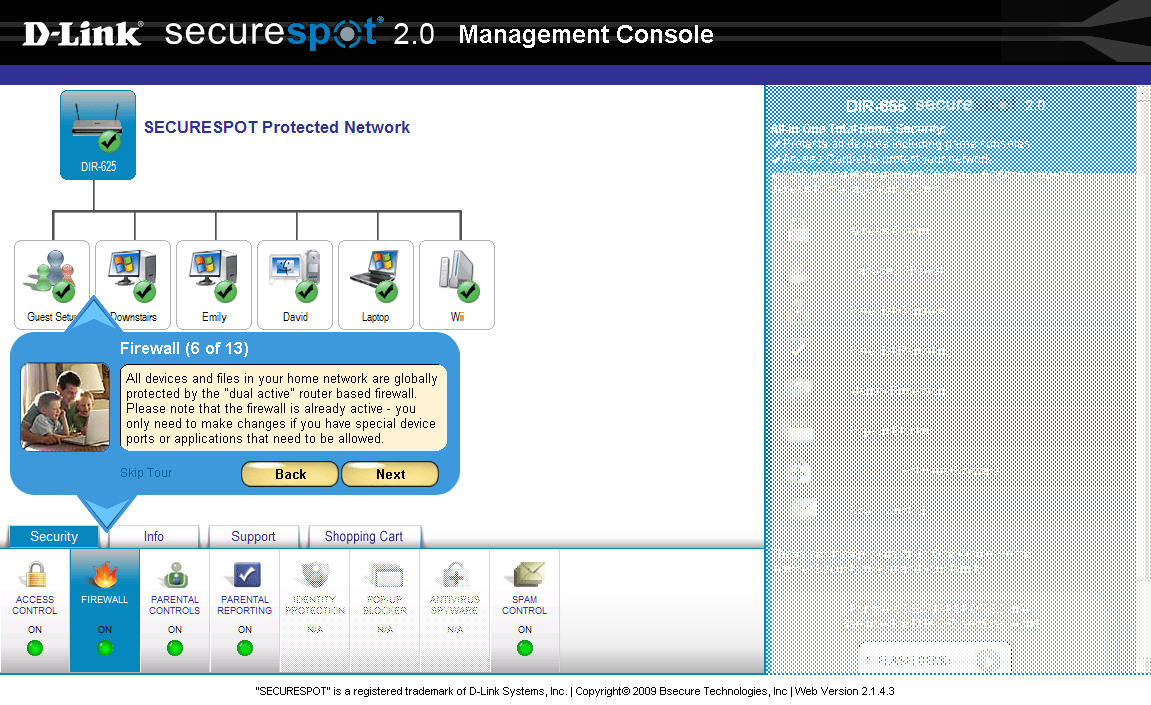 D-Link® securespot® 2.0 Management Console
DIR-625
SECURESPOT Protected Network
Guest Setup
Downstairs
Emily
David
Laptop
Wii
Firewall (6 of 13)
All devices and files in your home network are globally
protected by the "dual active" router based firewall.
Please note that the firewall is already active - you
only need to make changes if you have special device
ports or applications that need to be allowed.
Skip Tour
Back
Next
DIR-665 secure 2.0
All-in One Total Home Security:
Protects all devices including game consoles
Access Control to protect your network
Security
Info
Support
Shopping Cart
ACCESS
CONTROL
ON
FIREWALL
ON
PARENTAL
CONTROLS
ON
PARENTAL
REPORTING
ON
IDENTITY
PROTECTION
N/A
POP-UP
BLOCKER
N/A
ANTIVIRUS
SPYWARE
N/A
SPAM
CONTROL
ON
"SECURESPOT" is a registered trademark of D-Link Systems, Inc. | Copyright© 2009 Bsecure Technologies, Inc | Web Version 2.1.4.3